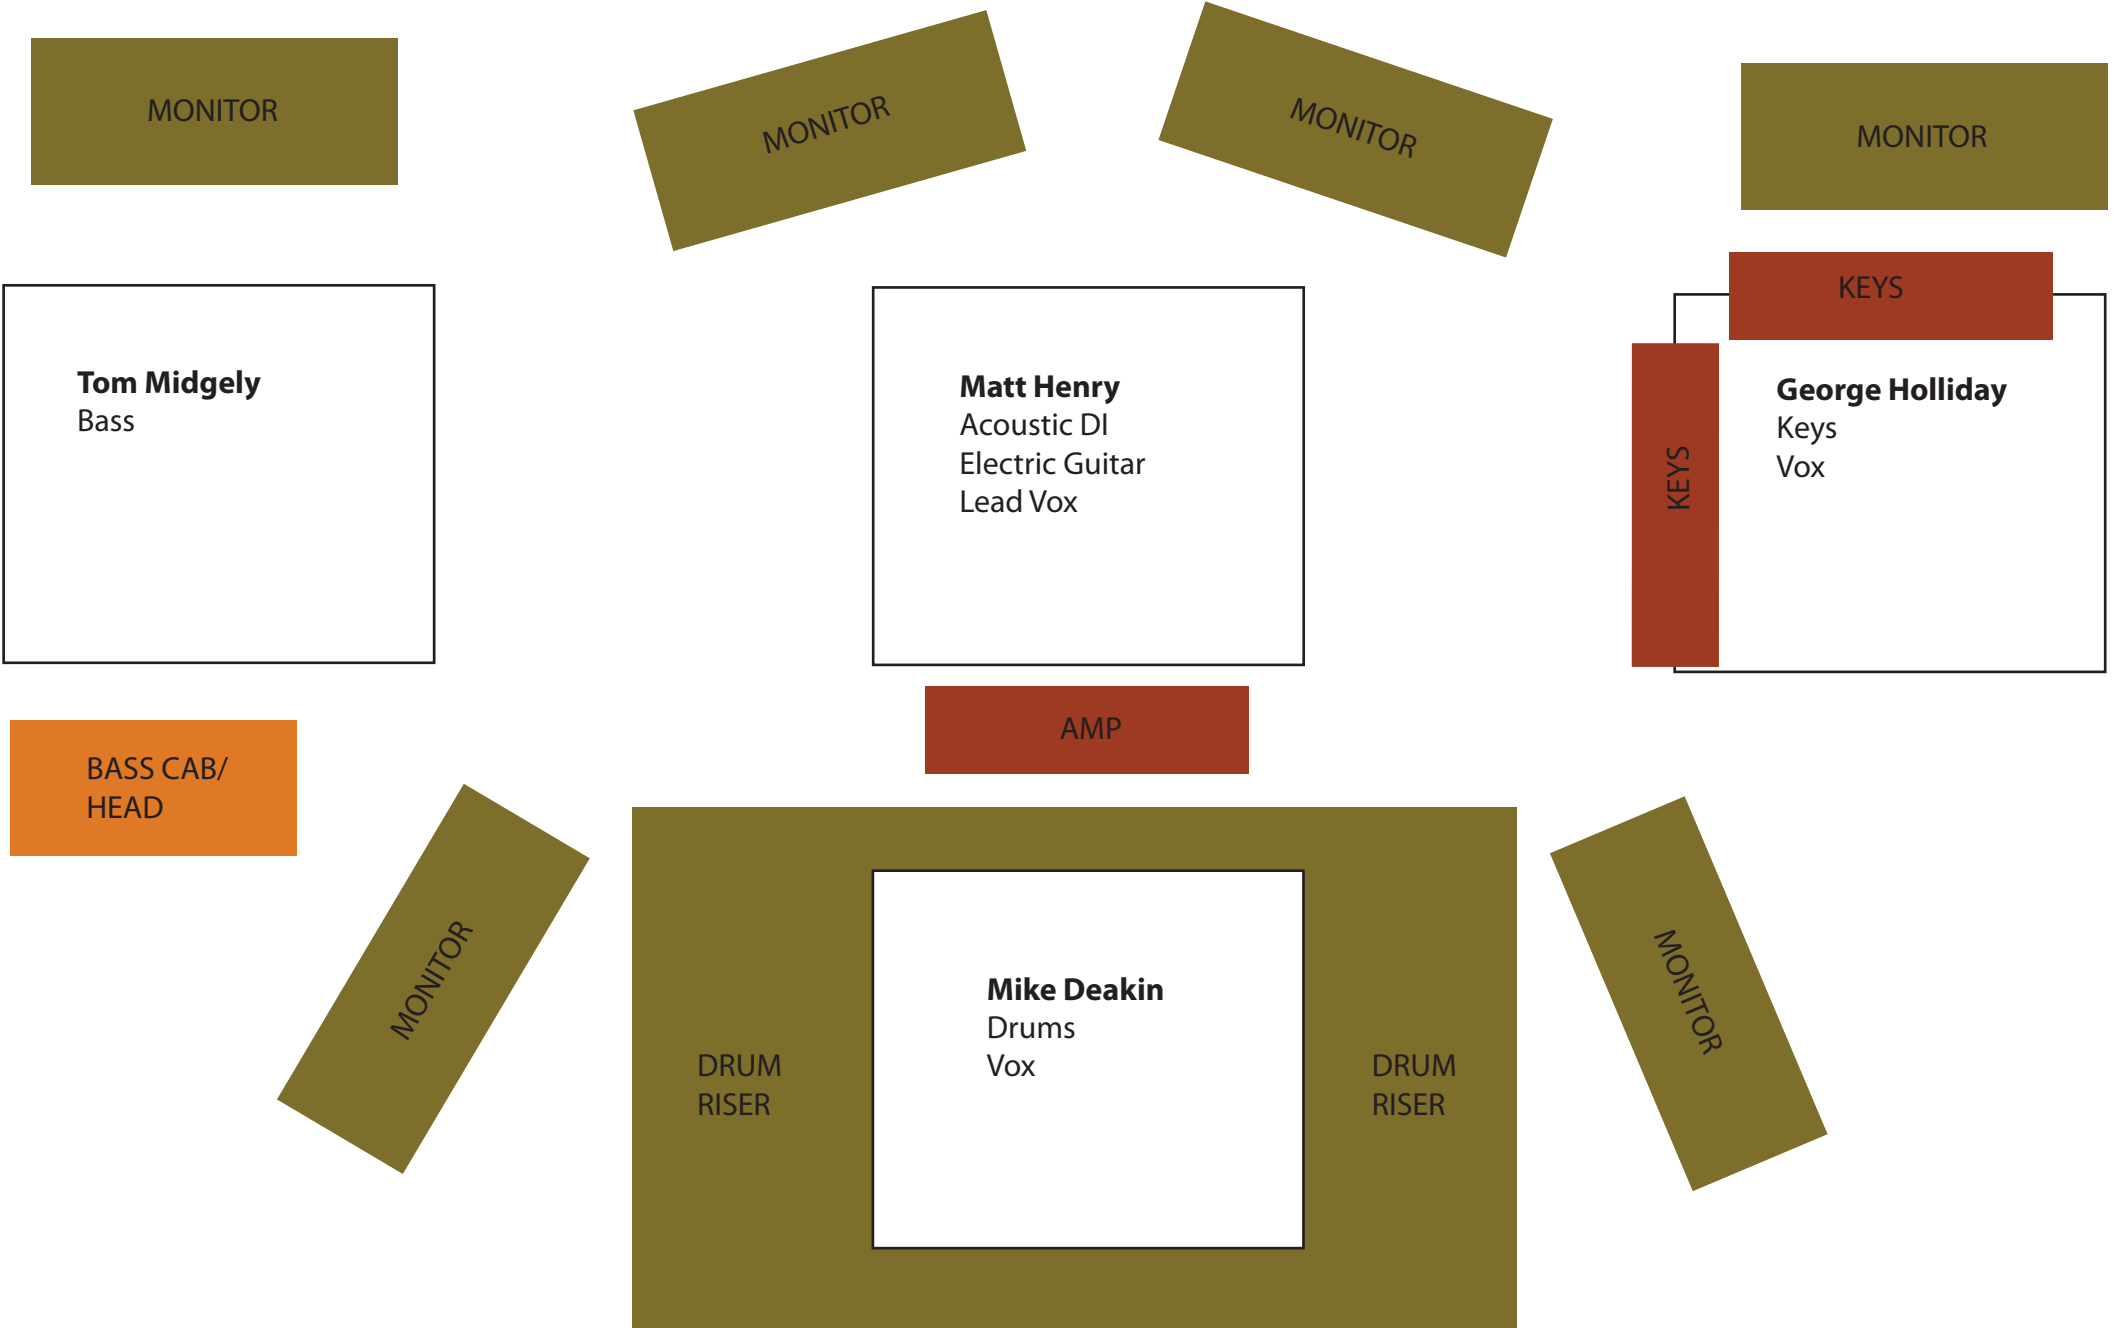 MONITOR
MONITOR
MONITOR
MONITOR
KEYS
Tom Midgely
Bass
Matt Henry
Acoustic DI
Electric Guitar
Lead Vox
KEYS
George Holliday
Keys
Vox
AMP
BASS CAB/
HEAD
MONITOR
DRUM
RISER
Mike Deakin
Drums
Vox
DRUM
RISER
MONITOR